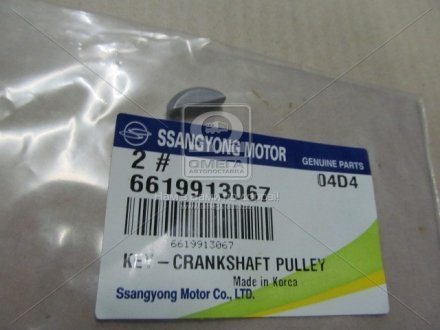 SSANGYONG MOTOR
GENUINE PARTS
2 #
ОМЕГА
АВТОПОСТАВКА
6619913067
04D4
6619913067
KEY-CRANKSHAFT PULLEY
Made in Korea
Ssangyong Motor Co., LTD.